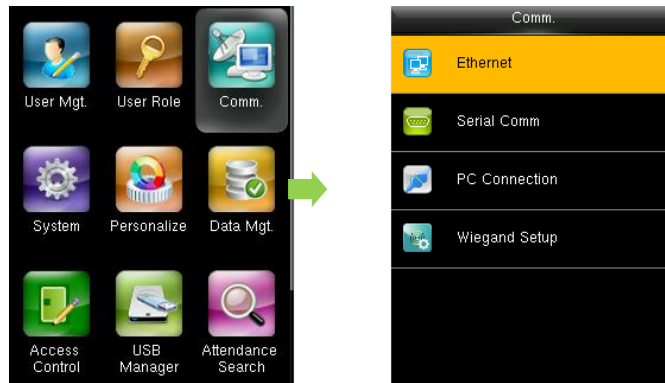 User Mgt.
User Role
Comm.
System
Personalize
Data Mgt.
Access
Control
USB
Manager
Attendance
Search
Comm.
Ethernet
Serial Comm
PC Connection
Wiegand Setup